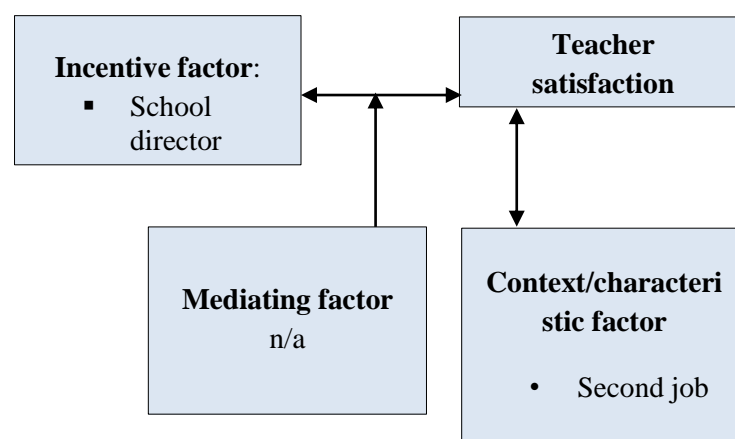 Incentive factor:
▪ School
director
Teacher
satisfaction
Mediating factor
n/a
Context/characteri
stic factor
• Second job